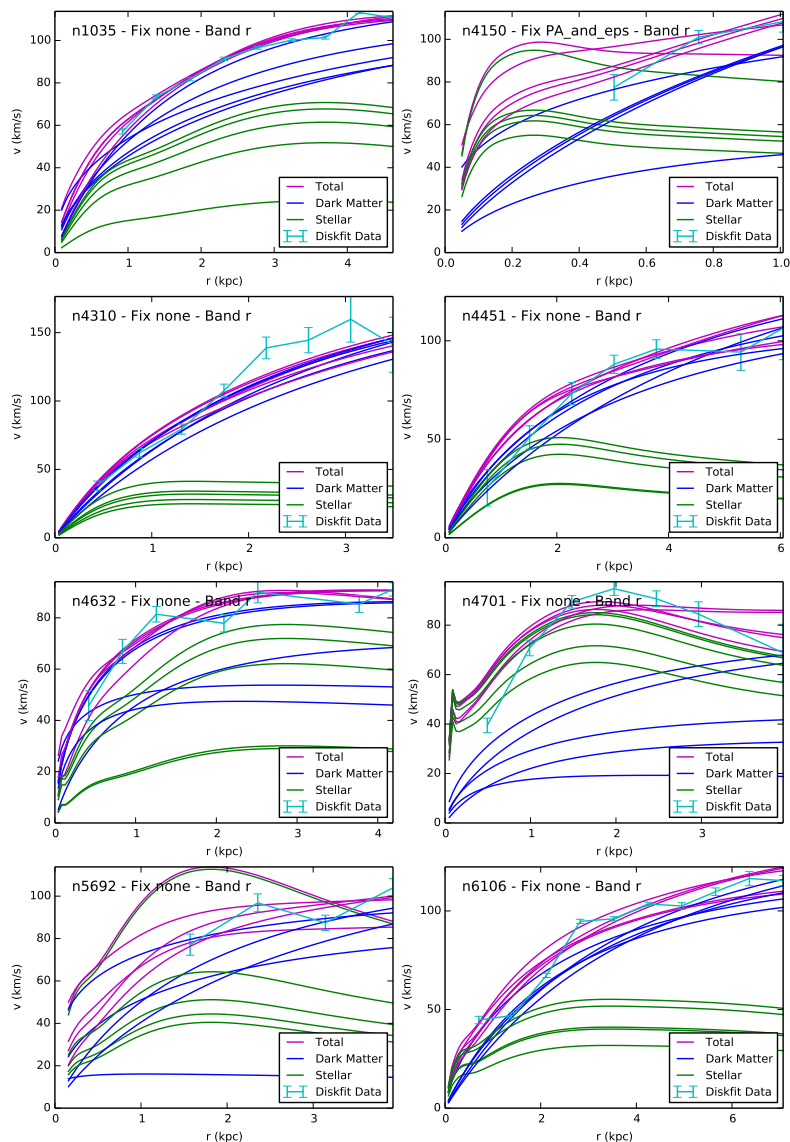 n1035 - Fix none - Band r
v (km/s)
0
20
40
60
80
100
0
1
2
3
4
r (kpc)
Total
Dark Matter
Stellar
Diskfit Data
n4150 - Fix PA_and_eps - Band r
v (km/s)
0
20
40
60
80
100
0.0
0.2
0.4
0.6
0.8
1.0
r (kpc)
Total
Dark Matter
Stellar
Diskfit Data
n4310 - Fix none - Band r
v (km/s)
0
50
100
150
0
1
2
3
r (kpc)
Total
Dark Matter
Stellar
Diskfit Data
n4451 - Fix none - Band r
v (km/s)
0
50
100
0
2
4
6
r (kpc)
Total
Dark Matter
Stellar
Diskfit Data
n4632 - Fix none - Band r
v (km/s)
0
20
40
60
80
0
1
2
3
4
r (kpc)
Total
Dark Matter
Stellar
Diskfit Data
n4701 - Fix none - Band r
v (km/s)
0
20
40
60
80
0
1
2
3
r (kpc)
Total
Dark Matter
Stellar
Diskfit Data
n5692 - Fix none - Band r
v (km/s)
0
20
40
60
80
100
0
1
2
3
r (kpc)
Total
Dark Matter
Stellar
Diskfit Data
n6106 - Fix none - Band r
v (km/s)
0
50
100
0
2
4
6
r (kpc)
Total
Dark Matter
Stellar
Diskfit Data